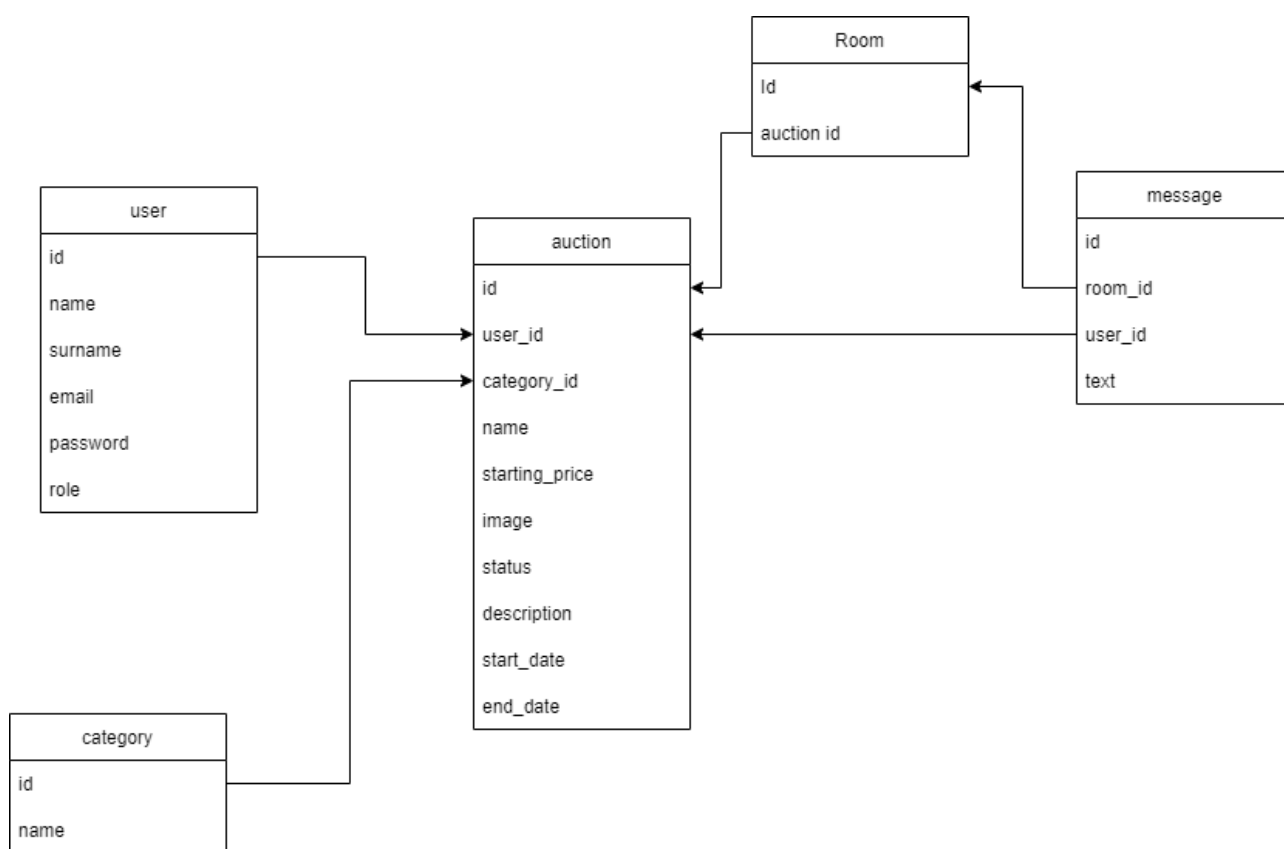 Room
Id
auction id
message
id
room_id
user_id
text
user
id
name
surname
email
password
role
auction
id
user_id
category_id
name
starting_price
image
status
description
start_date
end_date
category
id
name